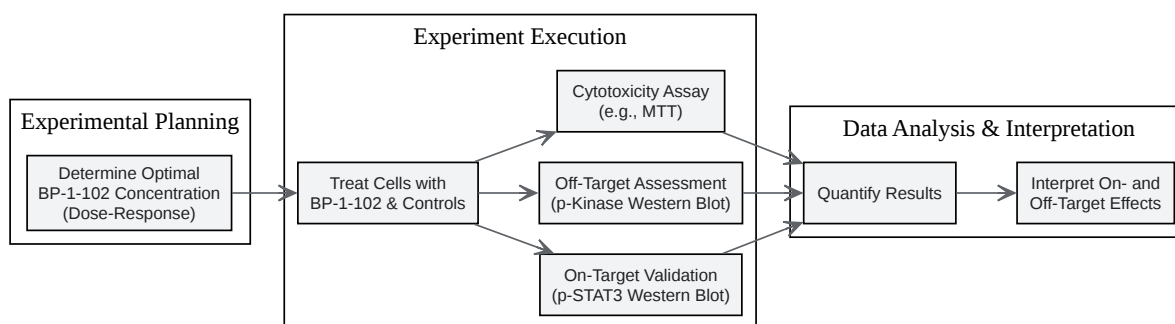 Experimental Planning
Determine Optimal
BP-1-102 Concentration
(Dose-Response)
Experiment Execution
Treat Cells with
BP-1-102 & Controls
Cytotoxicity Assay
(e.g., MTT)
Off-Target Assessment
(p-Kinase Western Blot)
On-Target Validation
(p-STAT3 Western Blot)
Data Analysis & Interpretation
Quantify Results
Interpret On- and
Off-Target Effects